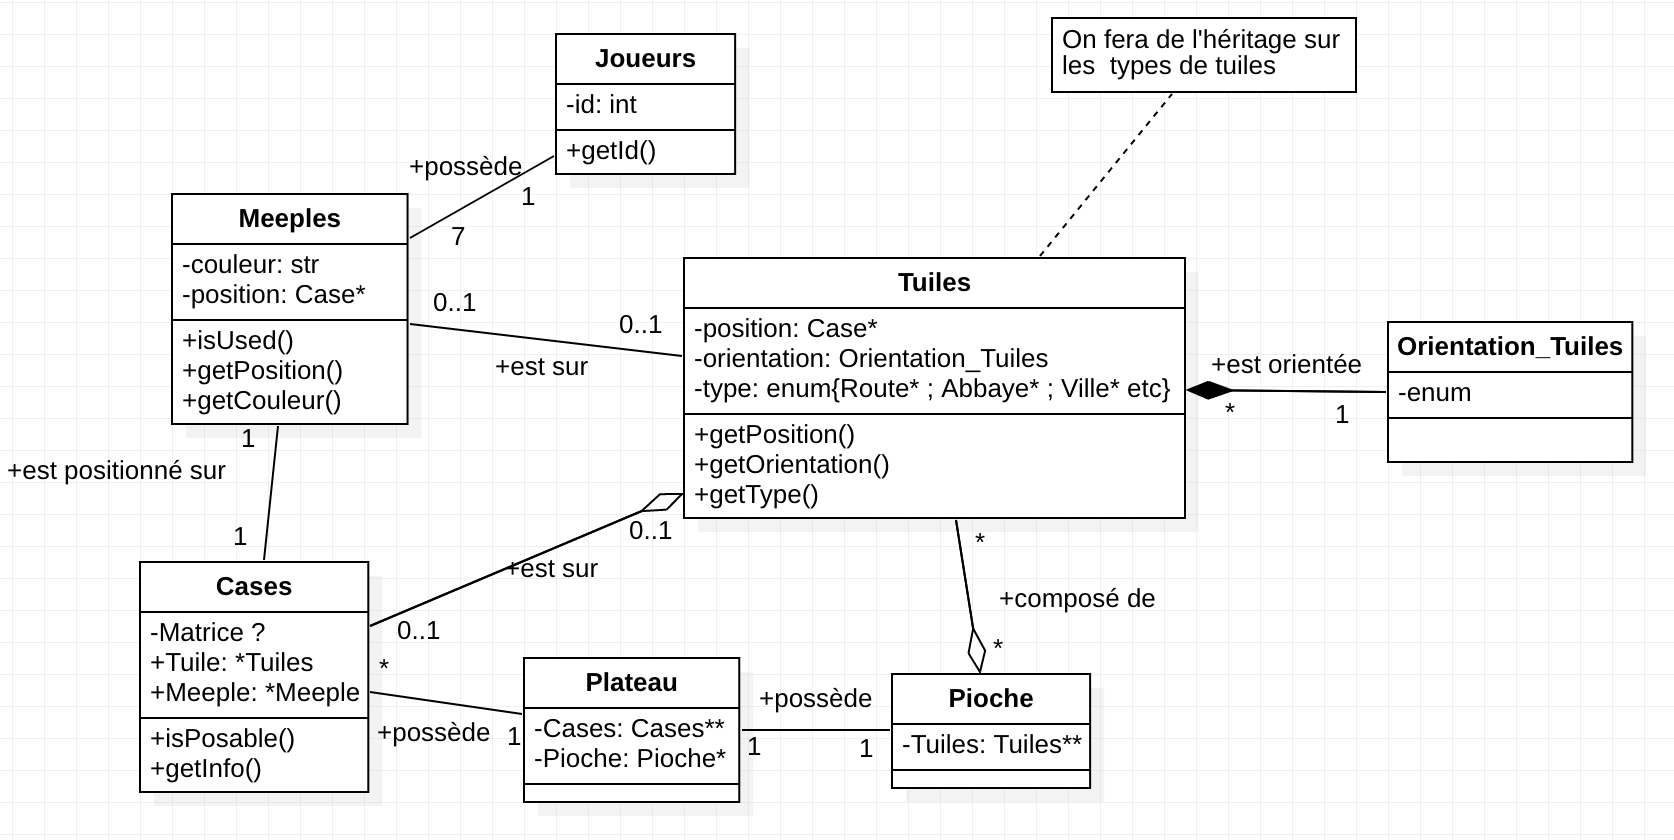 On fera de l'héritage sur
les  types de tuiles
Joueurs
-id: int
+getId()
+possède
1
7
Meeples
-couleur: str
-position: Case*
+isUsed()
+getPosition()
+getCouleur()
0..1
0..1
+est sur
Tuiles
-position: Case*
-orientation: Orientation_Tuiles
-type: enum{Route* ; Abbaye* ; Ville* etc}
+getPosition()
+getOrientation()
+getType()
+est orientée
*
1
Orientation_Tuiles
-enum
1
+est positionné sur
1
0..1
+est sur
0..1
*
+composé de
*
Cases
-Matrice ?
+Tuile: *Tuiles
+Meeple: *Meeple
+isPosable()
+getInfo()
*
+possède
1
Plateau
-Cases: Cases**
-Pioche: Pioche*
+possède
1
1
Pioche
-Tuiles: Tuiles**